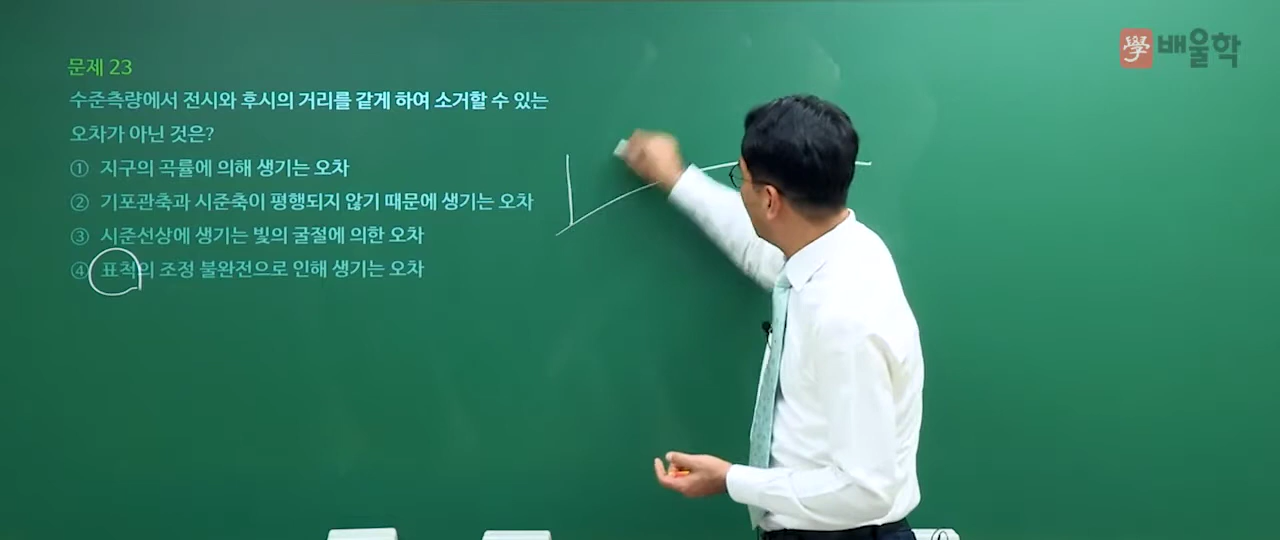 문제 23
수준측량에서 전시와 후시의 거리를 같게 하여 소거할 수 있는
오차가 아닌 것은?
① 지구의 곡률에 의해 생기는 오차
② 기포관축과 시준축이 평행되지 않기 때문에 생기는 오차
③ 시준선상에 생기는 빛의 굴절에 의한 오차
④ 표척의 조정 불완전으로 인해 생기는 오차
學 배울학